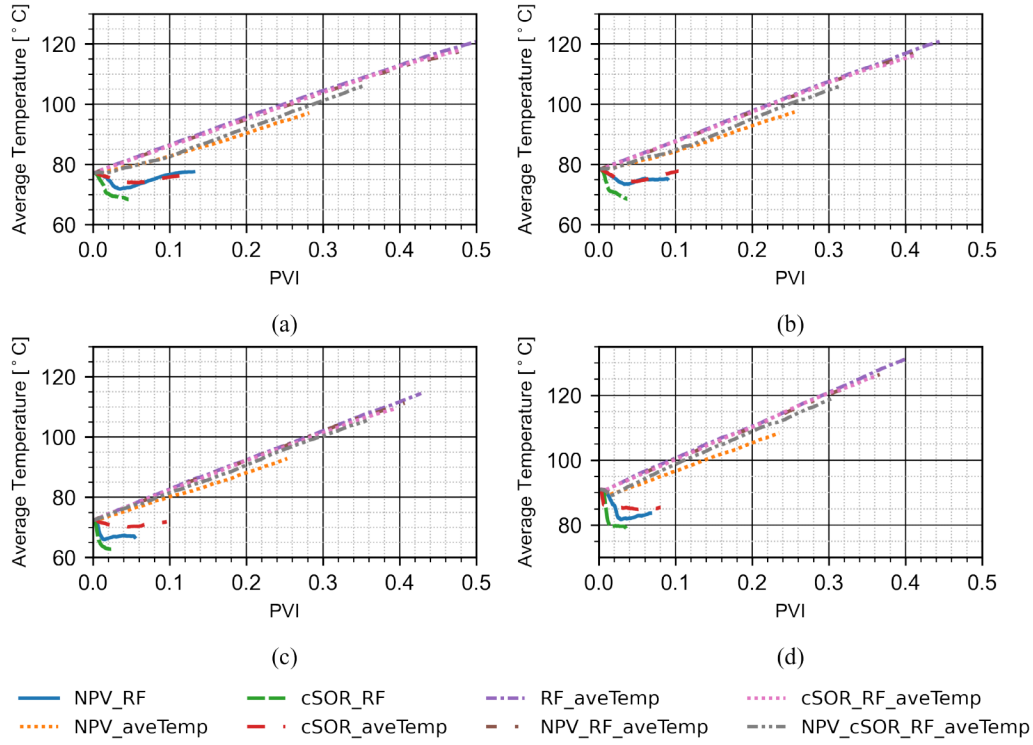 Average Temperature [°C]
120
100
80
60
0.0 0.1 0.2 0.3 0.4 0.5
PVI
(a)
Average Temperature [°C]
120
100
80
60
0.0 0.1 0.2 0.3 0.4 0.5
PVI
(b)
Average Temperature [°C]
120
100
80
60
0.0 0.1 0.2 0.3 0.4 0.5
PVI
(c)
Average Temperature [°C]
120
100
80
0.0 0.1 0.2 0.3 0.4 0.5
PVI
(d)
NPV_RF cSOR_RF RF_aveTemp cSOR_RF_aveTemp
NPV_aveTemp cSOR_aveTemp NPV_RF_aveTemp NPV_cSOR_RF_aveTemp